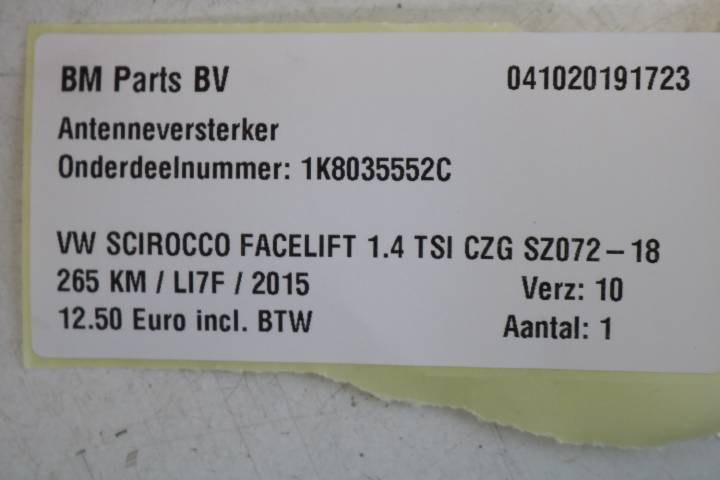 BM Parts BV 041020191723
Antenneversterker
Onderdeelnummer: 1K8035552C
VW SCIROCCO FACELIFT 1.4 TSI CZG SZ072-18
265 KM / LI7F / 2015 Verz: 10
12.50 Euro incl. BTW Aantal: 1